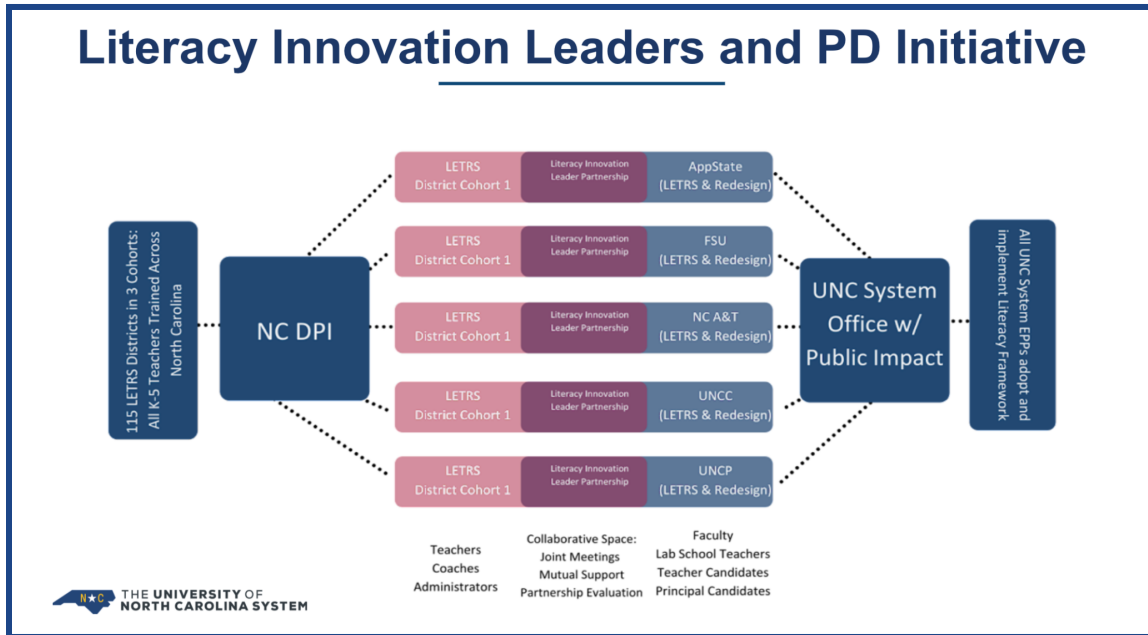 Literacy Innovation Leaders and PD Initiative
115 LETRS Districts in 3 Cohorts:
All K-5 Teachers Trained Across
North Carolina
NC DPI
LETRS
District Cohort 1
Literacy Innovation
Leader Partnership
AppState
(LETRS & Redesign)
LETRS
District Cohort 1
Literacy Innovation
Leader Partnership
FSU
(LETRS & Redesign)
LETRS
District Cohort 1
Literacy Innovation
Leader Partnership
NC A&T
(LETRS & Redesign)
LETRS
District Cohort 1
Literacy Innovation
Leader Partnership
UNCC
(LETRS & Redesign)
LETRS
District Cohort 1
Literacy Innovation
Leader Partnership
UNCP
(LETRS & Redesign)
UNC System
Office w/
Public Impact
All UNC System EPPs adopt and
implement Literacy Framework
Teachers
Coaches
Administrators
Collaborative Space:
Joint Meetings
Mutual Support
Partnership Evaluation
Faculty
Lab School Teachers
Teacher Candidates
Principal Candidates
N★C
THE UNIVERSITY OF
NORTH CAROLINA SYSTEM